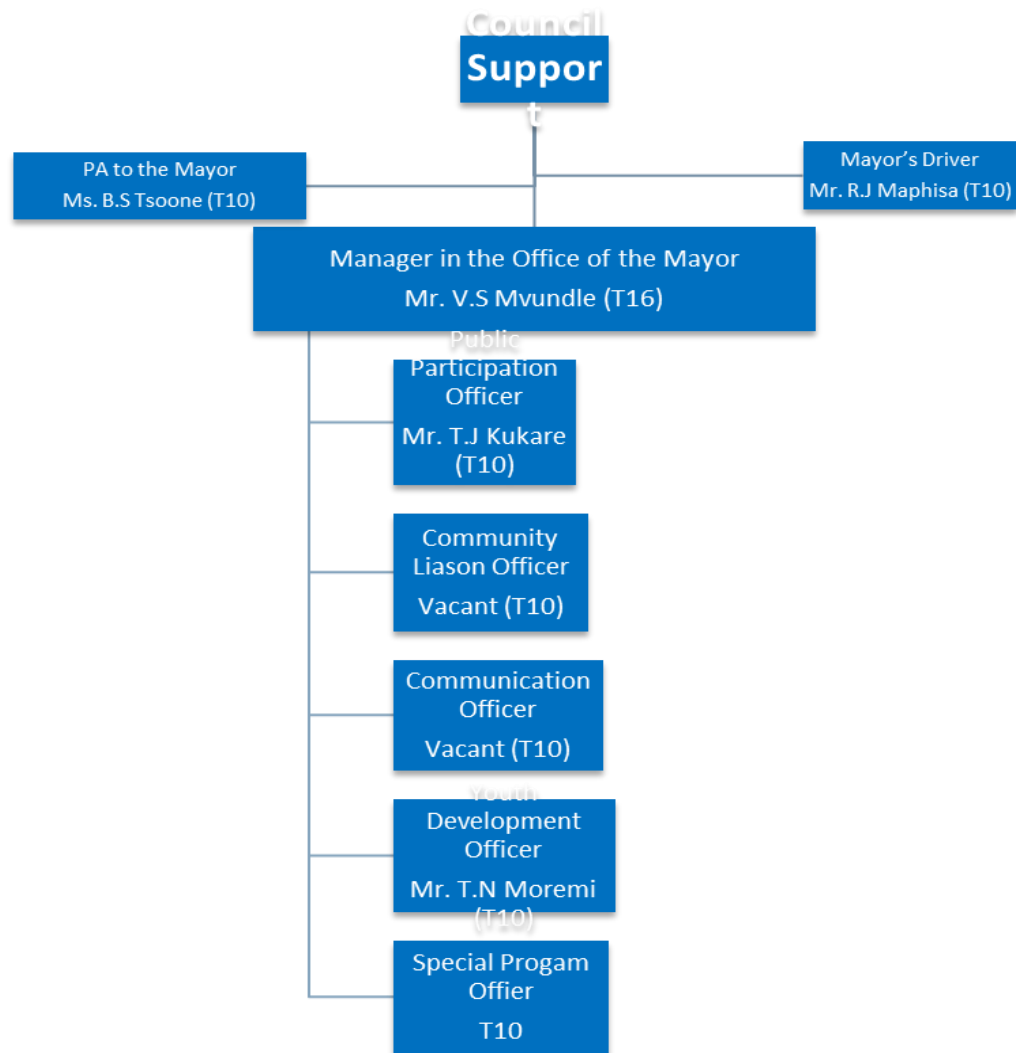 Council
Suppor
t
PA to the Mayor
Ms. B.S Tsoone (T10)
Mayor’s Driver
Mr. R.J Maphisa (T10)
Manager in the Office of the Mayor
Mr. V.S Mvundle (T16)
Public
Participation
Officer
Mr. T.J Kukare
(T10)
Community
Liason Officer
Vacant (T10)
Communication
Officer
Vacant (T10)
Youth
Development
Officer
Mr. T.N Moremi
(T10)
Special Progam
Offier
T10